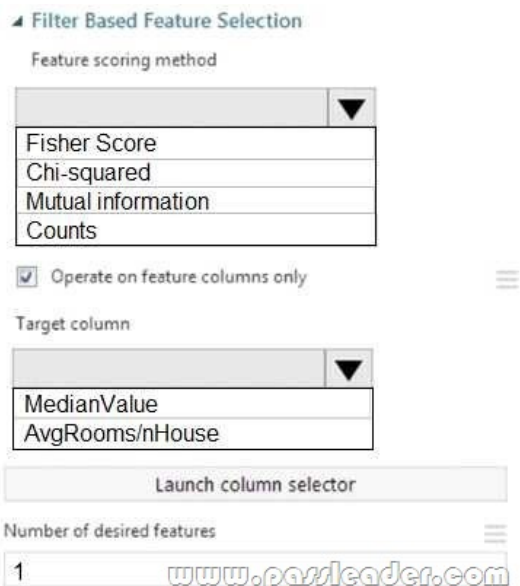 Filter Based Feature Selection
Feature scoring method
Fisher Score
Chi-squared
Mutual information
Counts
Operate on feature columns only
Target column
MedianValue
AvgRooms/nHouse
Launch column selector
Number of desired features
1
www.passleader.com